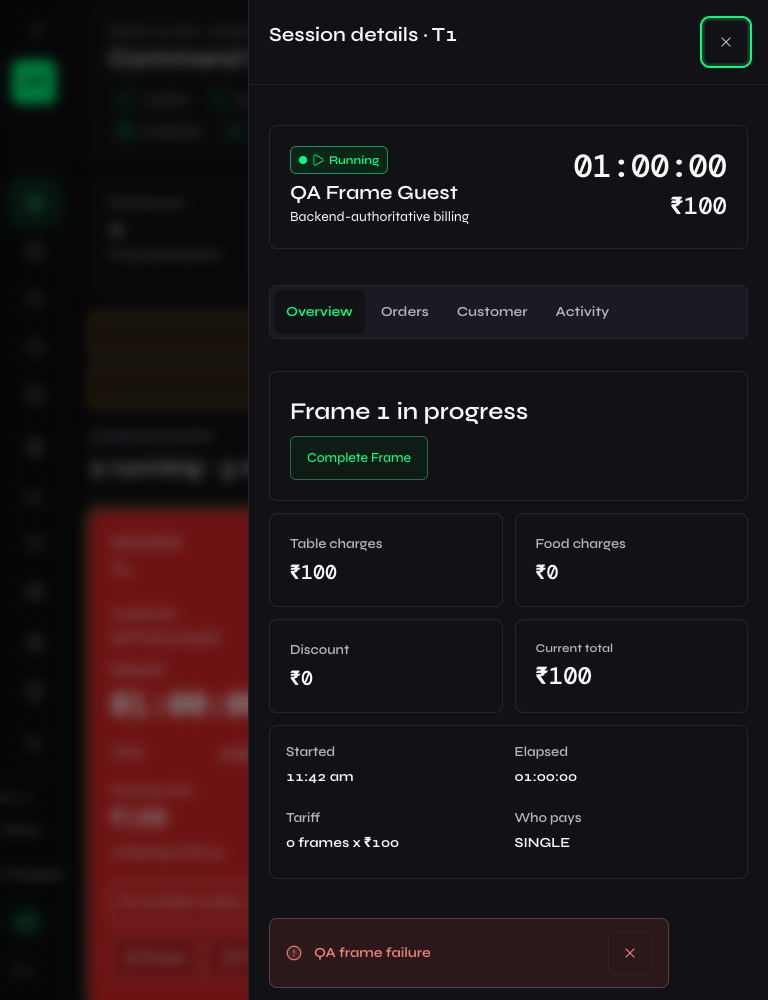 Session details · T1
Running
QA Frame Guest
Backend-authoritative billing
01:00:00
₹100
Overview
Orders
Customer
Activity
Frame 1 in progress
Complete Frame
Table charges
₹100
Food charges
₹0
Discount
₹0
Current total
₹100
Started
11:42 am
Elapsed
01:00:00
Tariff
0 frames x ₹100
Who pays
SINGLE
QA frame failure